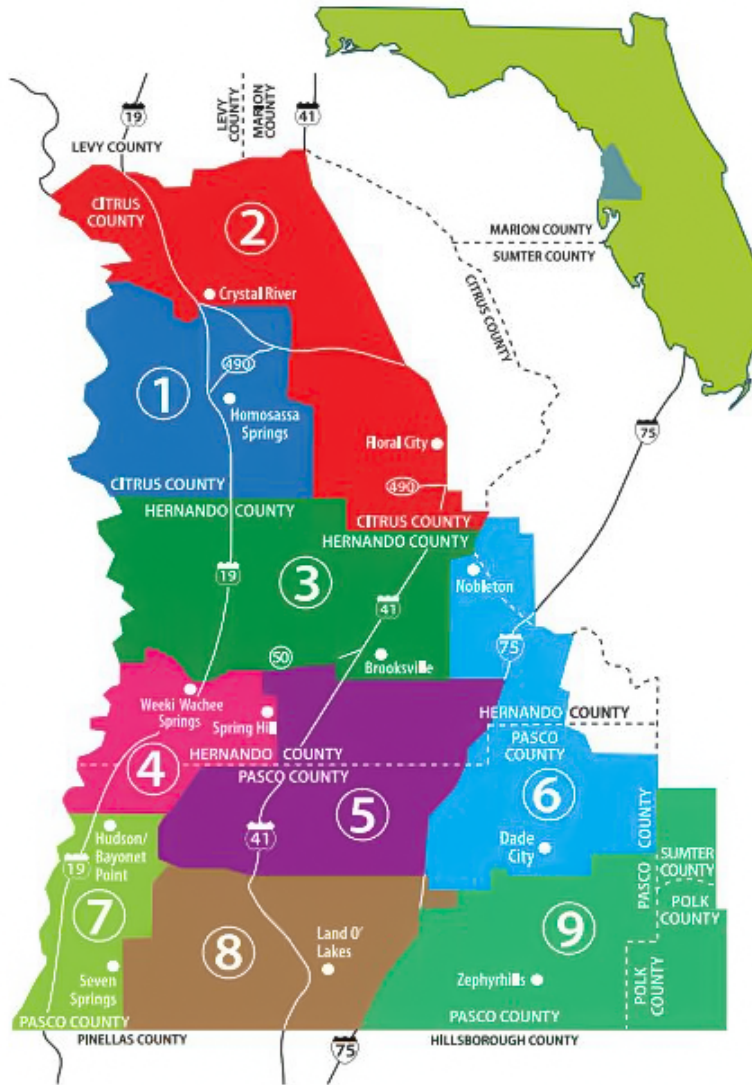 19
LEVY
COUNTY
MARION
COUNTY
41
LEVY COUNTY
CITRUS
COUNTY
2
MARION COUNTY
SUMTER COUNTY
CITRUS COUNTY
Crystal River
490
1
Homosassa
Springs
75
Floral City
490
CITRUS COUNTY
HERNANDO COUNTY
CITRUS COUNTY
HERNANDO COUNTY
19
3
41
Nobleton
75
50
Brooksville
Weeki Wachee
Springs
Spring Hill
HERNANDO COUNTY
PASCO COUNTY
HERNANDO COUNTY
PASCO
COUNTY
4
5
6
41
Hudson/
Bayonet
Point
19
Dade
City
PASCO COUNTY
SUMTER
COUNTY
POLK
COUNTY
7
8
9
Land O'
Lakes
Seven
Springs
Zephyrhills
POLK
COUNTY
PASCO COUNTY
PASCO COUNTY
PINELLAS COUNTY
75
HILLSBOROUGH COUNTY